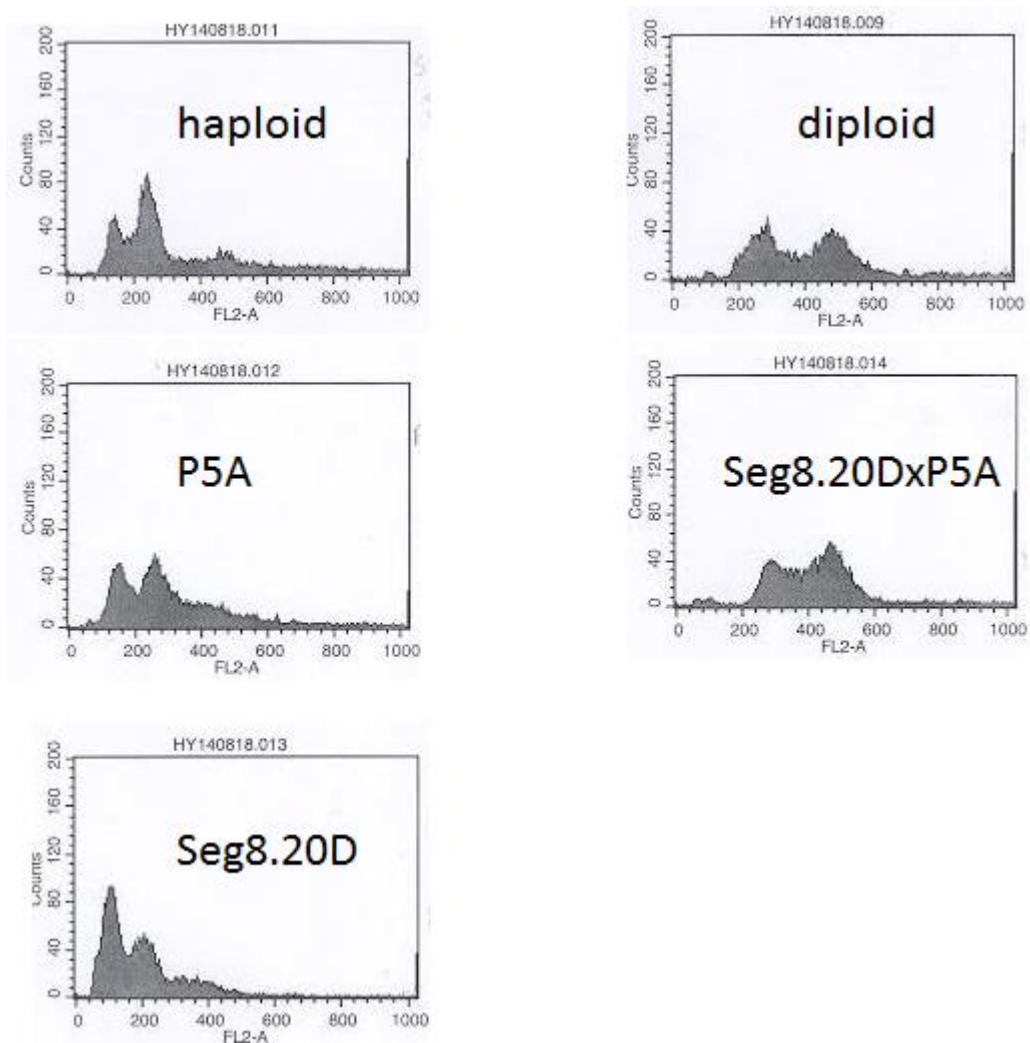 HY140818.011
200
160
120
80
40
0
Counts
haploid
0 200 400 600 800 1000
FL2-A
HY140818.009
200
160
120
80
40
0
Counts
diploid
0 200 400 600 800 1000
FL2-A
HY140818.012
200
160
120
80
40
0
Counts
P5A
0 200 400 600 800 1000
FL2-A
HY140818.014
200
160
120
80
40
0
Counts
Seg8.20DxP5A
0 200 400 600 800 1000
FL2-A
HY140818.013
200
160
120
80
40
0
Counts
Seg8.20D
0 200 400 600 800 1000
FL2-A